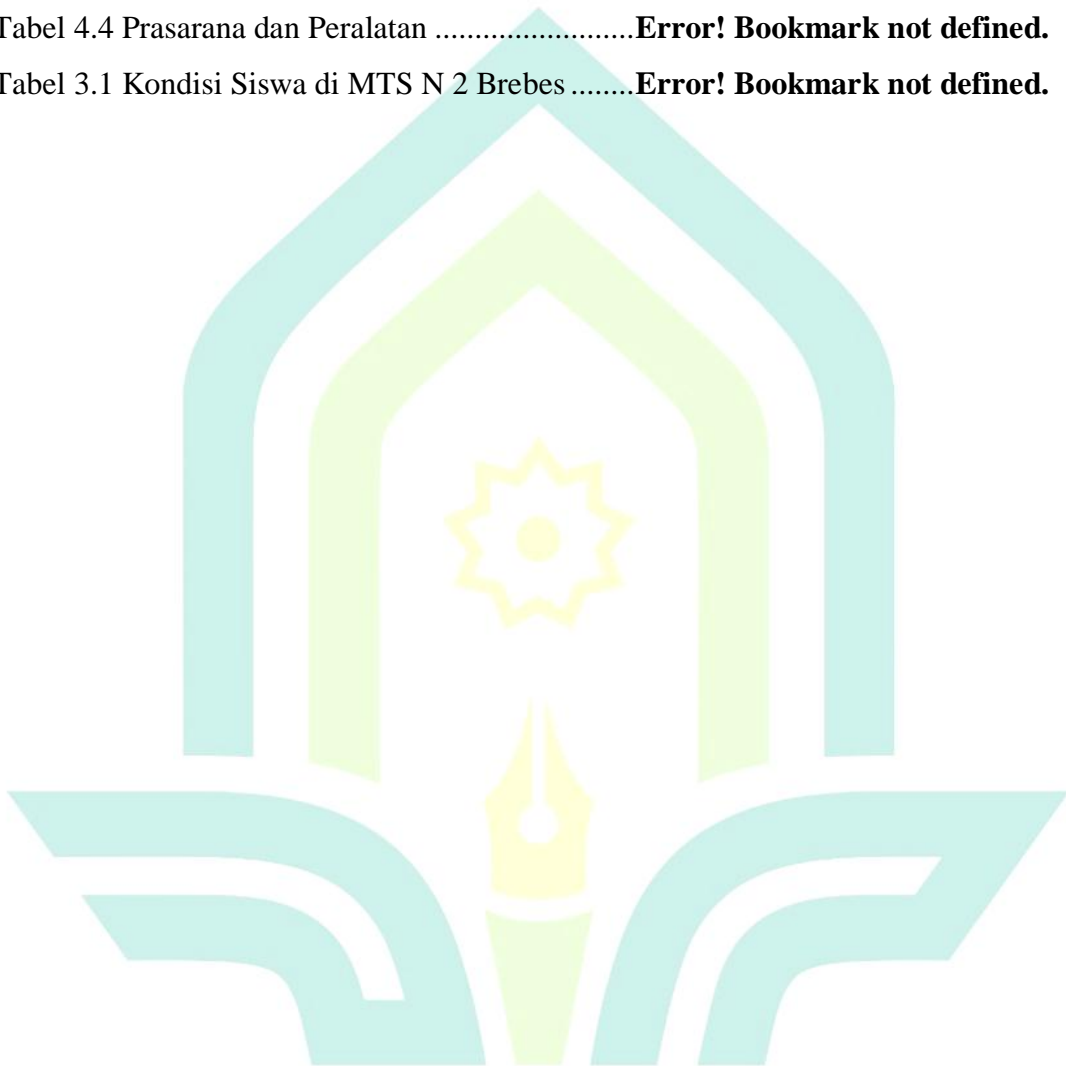 Tabel 4.4 Prasarana dan Peralatan ........................Error! Bookmark not defined.
Tabel 3.1 Kondisi Siswa di MTS N 2 Brebes ........Error! Bookmark not defined.